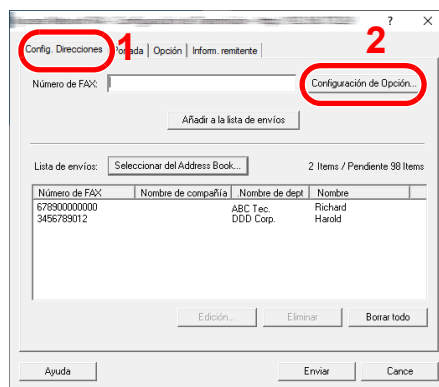 ? ×
Config. Direcciones 1 Portada Opción Inform. remitente 2
Número de FAX: Configuración de Opción...
Añadir a la lista de envíos
Lista de envíos: Seleccionar del Address Book... 2 Items / Pendiente 98 Items
Número de FAX Nombre de compañía .Nombre de dept Nombre
678900000000 ABC Tec. Richard
3456789012 DDD Corp. Harold
Edición... Eliminar Borrar todo
Ayuda Enviar Cance